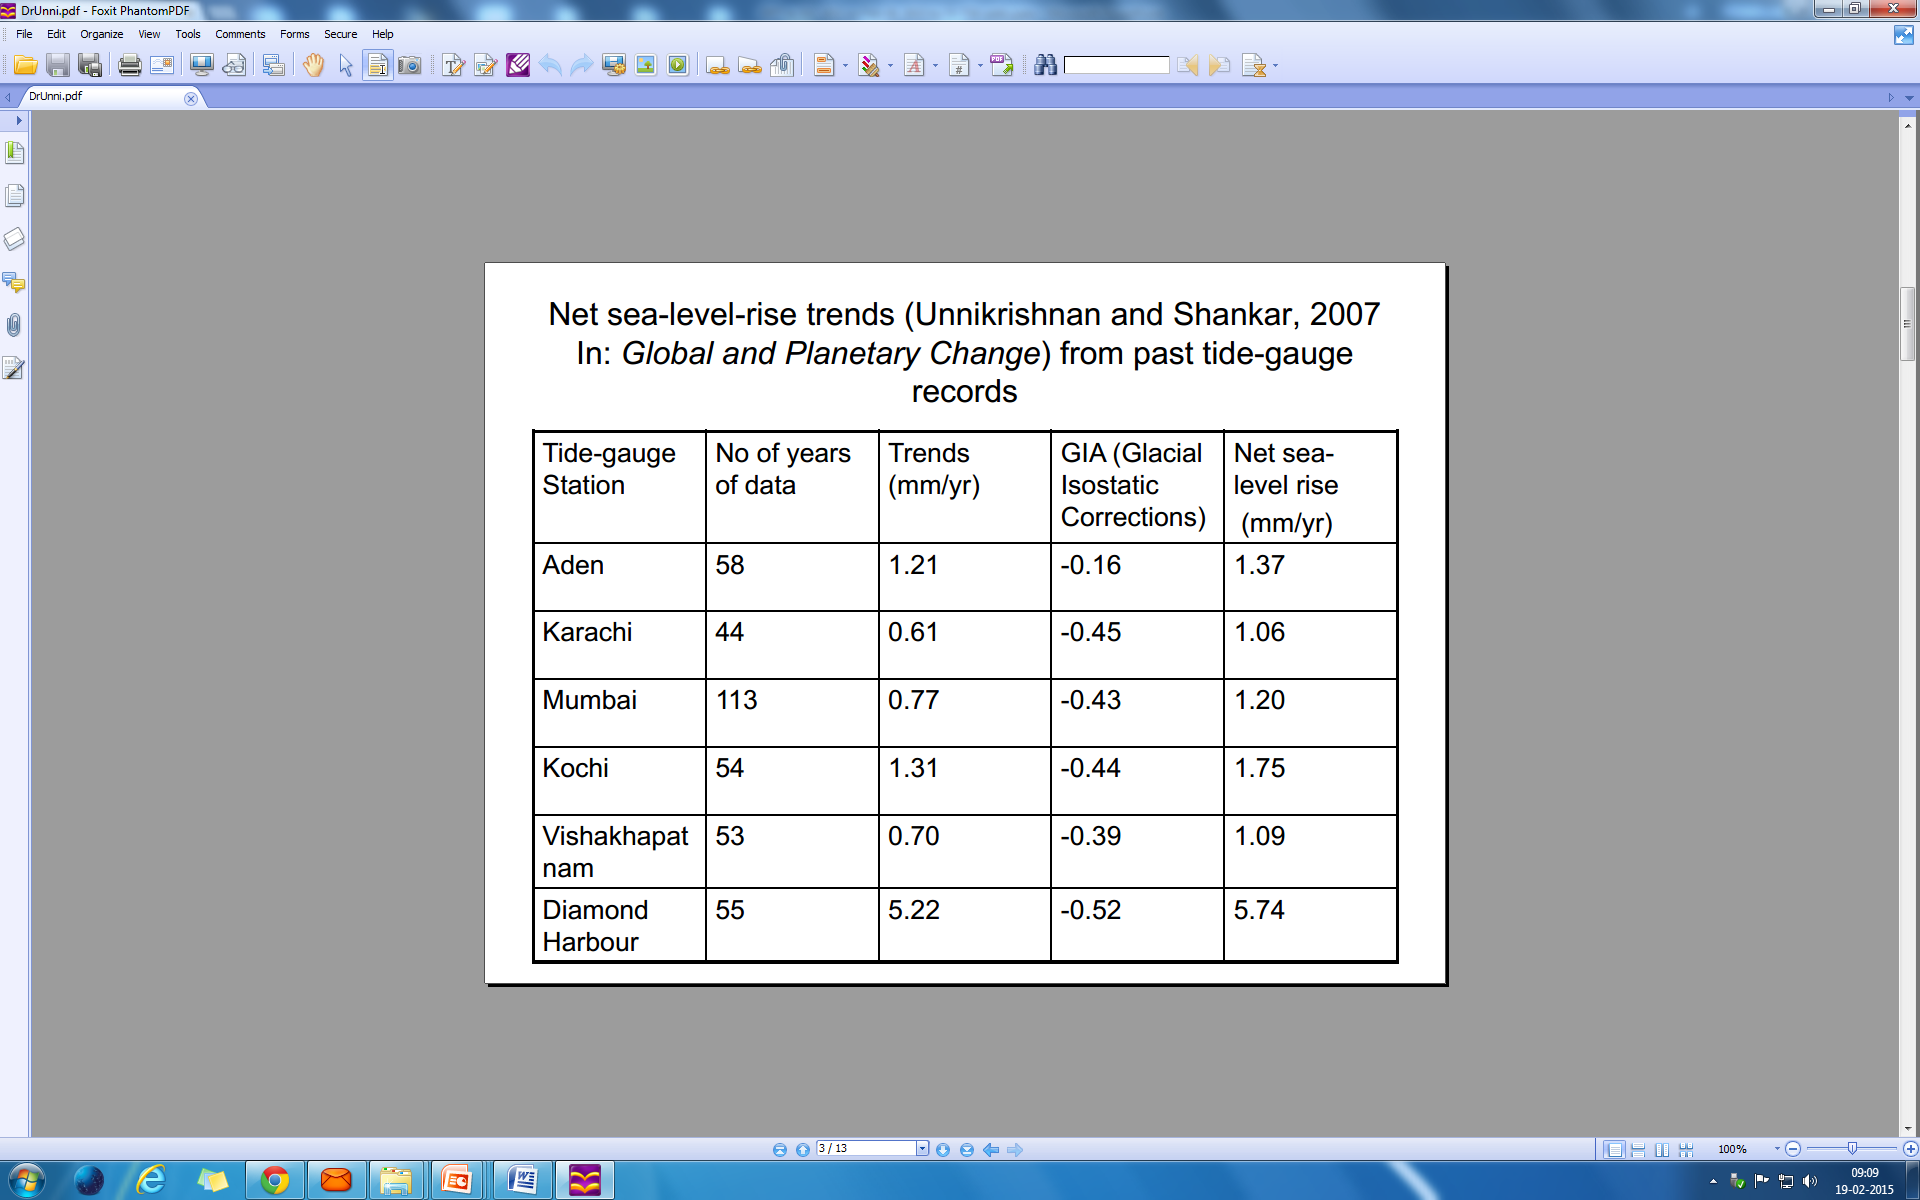 DrUnni.pdf - Foxit PhantomPDF
File Edit Organize View Tools Comments Forms Secure Help
DrUnni.pdf
Net sea-level-rise trends (Unnikrishnan and Shankar, 2007
In: Global and Planetary Change) from past tide-gauge
records
Tide-gauge Station No of years of data Trends (mm/yr) GIA (Glacial Isostatic Corrections) Net sea-level rise (mm/yr)
Aden 58 1.21 -0.16 1.37
Karachi 44 0.61 -0.45 1.06
Mumbai 113 0.77 -0.43 1.20
Kochi 54 1.31 -0.44 1.75
Vishakhapat
nam 53 0.70 -0.39 1.09
Diamond
Harbour 55 5.22 -0.52 5.74
3 / 13
100%
09:09
19-02-2015